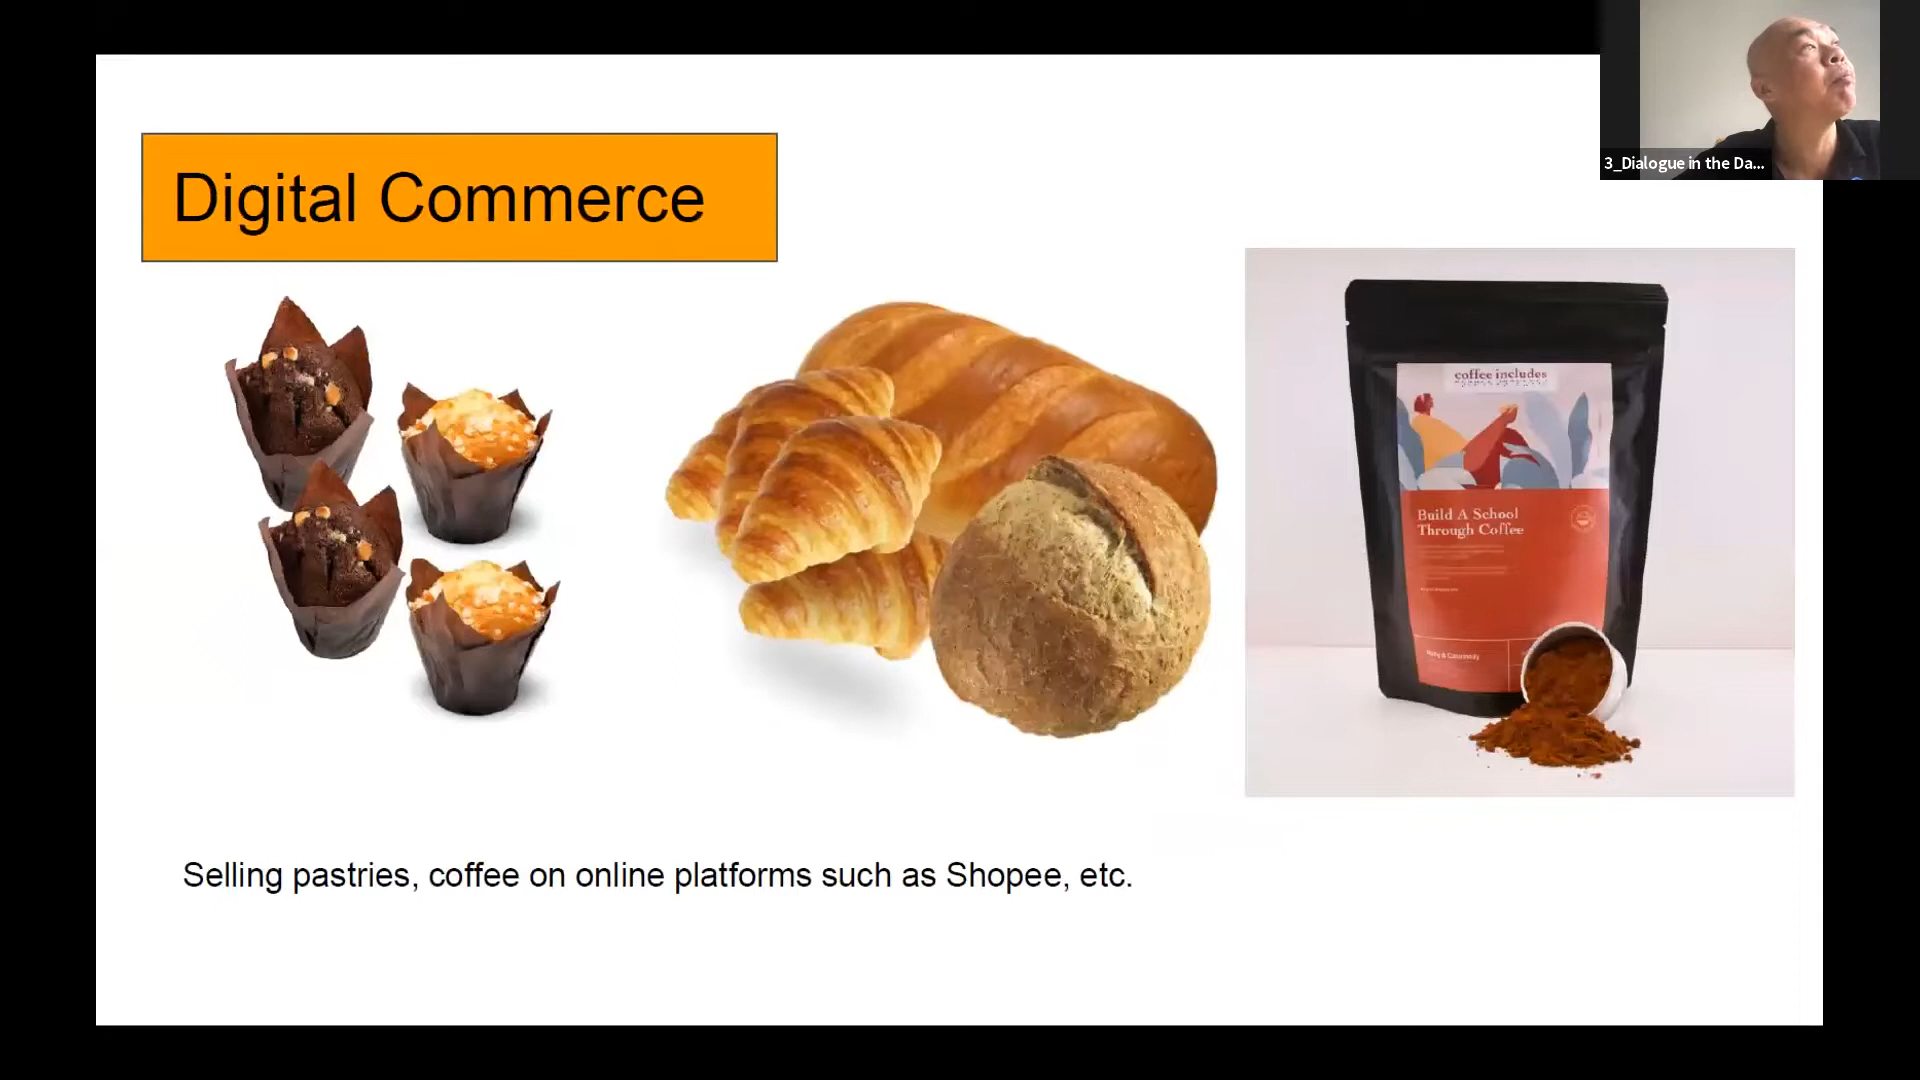 3_Dialogue in the Da...
Digital Commerce
coffee includes
Build A School
Through Coffee
Selling pastries, coffee on online platforms such as Shopee, etc.